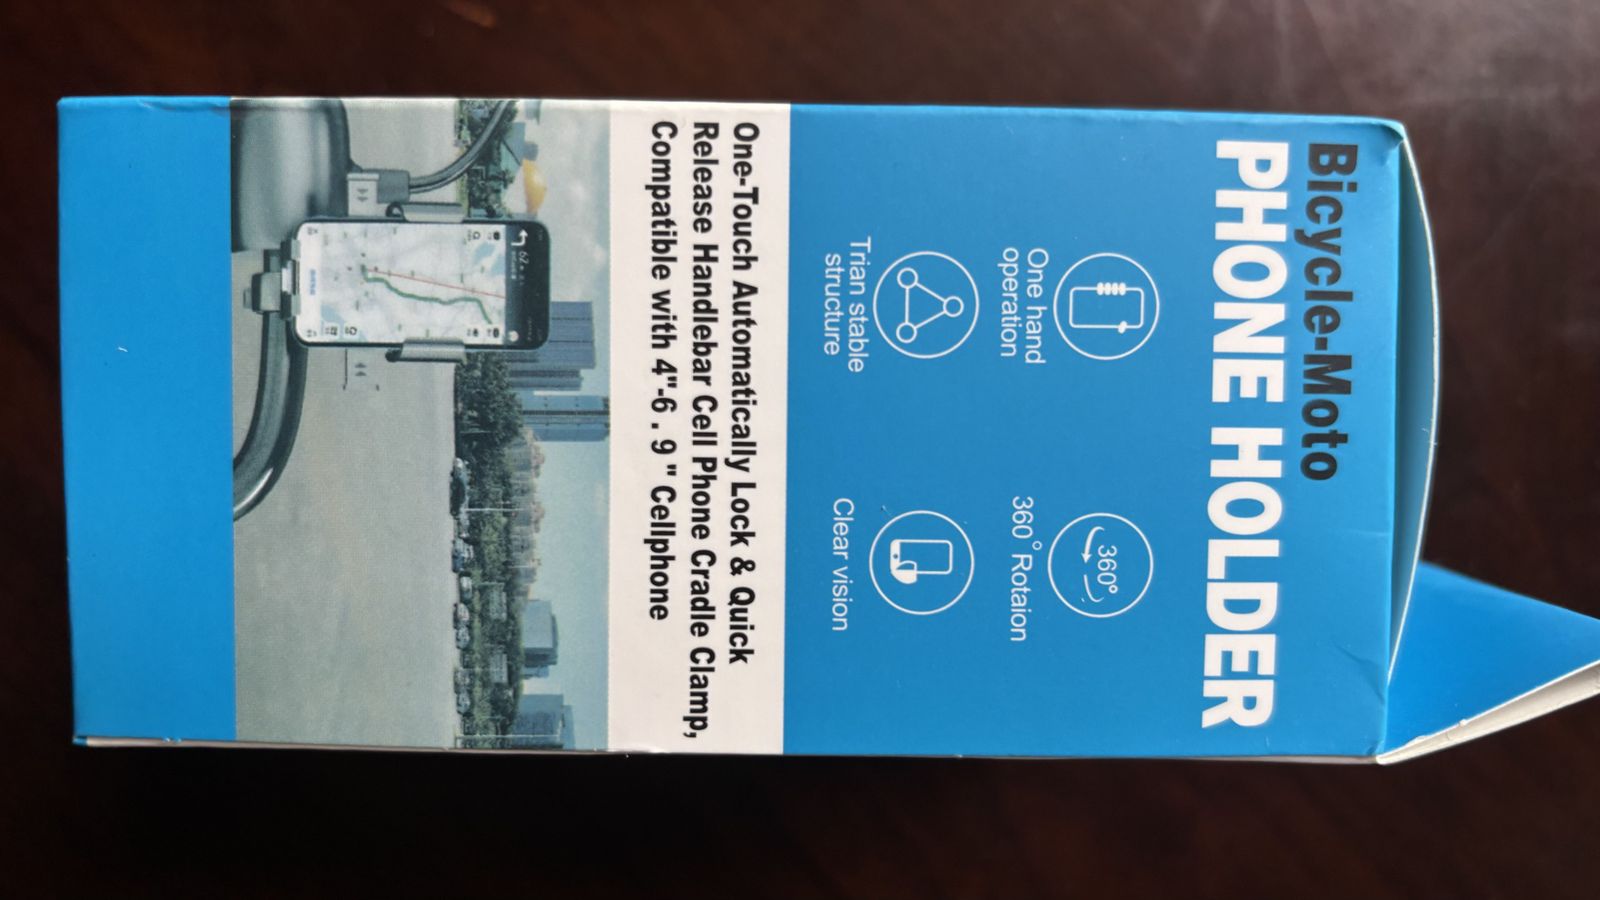 Bicycle-Moto
PHONE HOLDER
One hand
operation
360°
360° Rotaion
Trian stable
structure
Clear vision
One-Touch Automatically Lock & Quick
Release Handlebar Cell Phone Cradle Clamp,
Compatible with 4"-6 . 9 " Cellphone
62